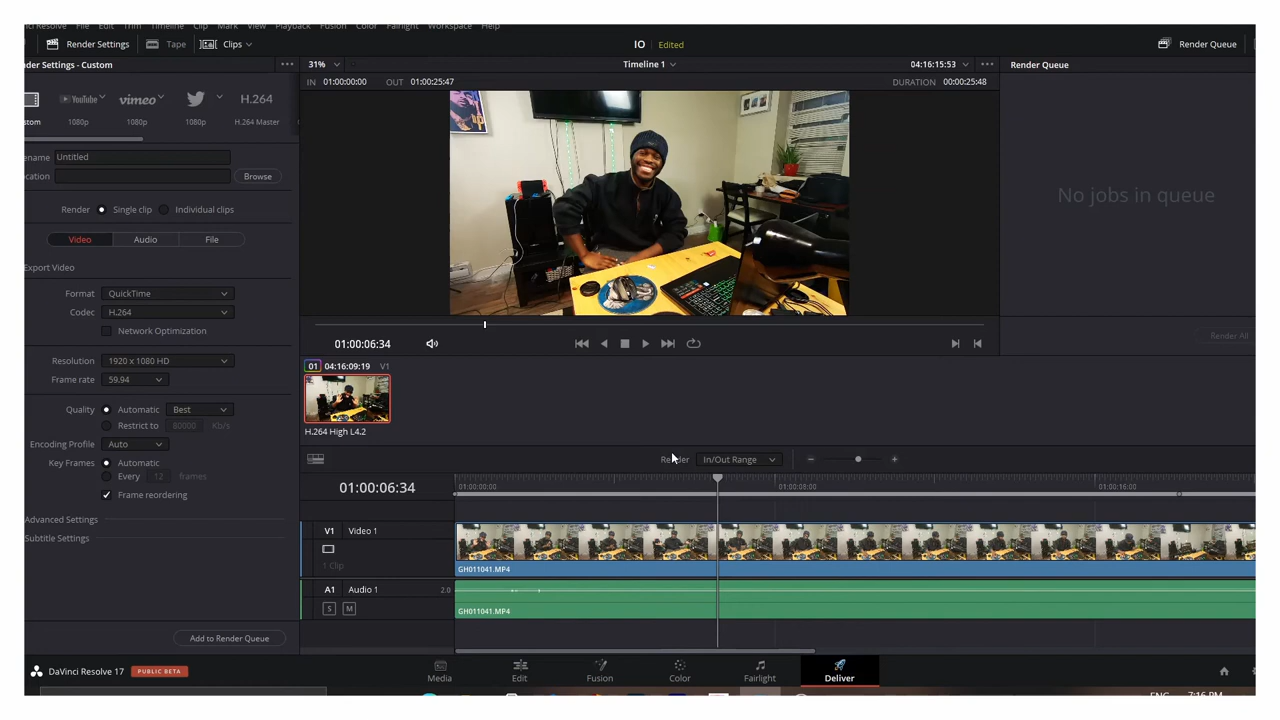 inci Resolve File Edit Trim Timeline Clip Mark View Playback Fusion Color Fairlight Workspace Help
Render Settings Tape Clips IO Edited Render Queue
der Settings - Custom 31% Timeline 1 04:16:15:53 Render Queue
IN 01:00:00:00 OUT 01:00:25:47 DURATION 00:00:25:48
YouTube vimeo H.264
stom 1080p 1080p 1080p H.264 Master
ename Untitled
ocation Browse
Render Single clip Individual clips
Video Audio File
Export Video
Format QuickTime
Codec H.264
Network Optimization
Resolution 1920 x 1080 HD
Frame rate 59.94
Quality Automatic Best
Restrict to 80000 Kb/s
Encoding Profile Auto
Key Frames Automatic
Every 12 frames
Frame reordering
Advanced Settings
Subtitle Settings
Add to Render Queue
No jobs in queue
Render All
01:00:06:34
01 04:16:09:19 V1
H.264 High L4.2
Render In/Out Range
01:00:06:34 01:00:00:00 01:00:08:00 01:00:16:00
V1 Video 1
1 Clip GH011041.MP4
A1 Audio 1 2.0
S M GH011041.MP4
DaVinci Resolve 17 PUBLIC BETA Media Edit Fusion Color Fairlight Deliver
ENG 7:16 PM